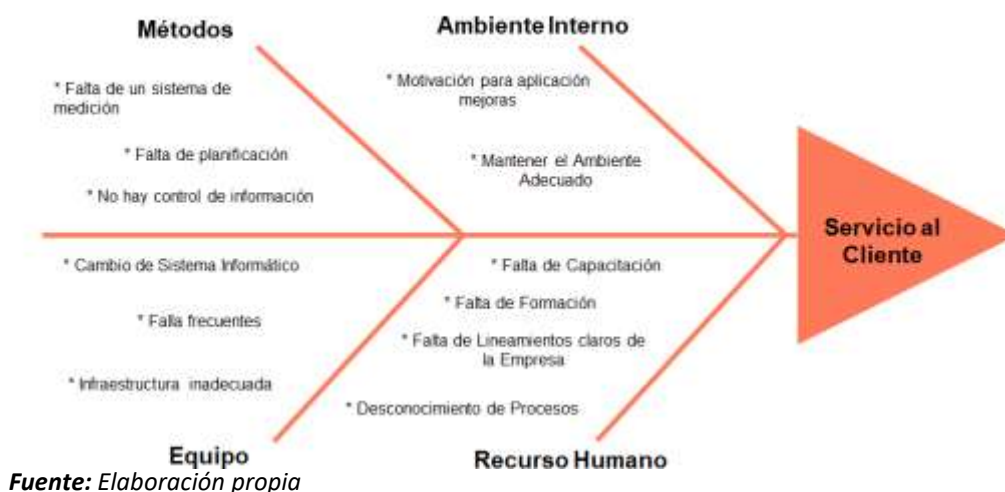 Métodos
Ambiente Interno
* Falta de un sistema de
medición
* Falta de planificación
* No hay control de información
* Motivación para aplicación
mejoras
* Mantener el Ambiente
Adecuado
Servicio al
Cliente
* Cambio de Sistema Informático
* Falla frecuentes
* Infraestructura inadecuada
* Falta de Capacitación
* Falta de Formación
* Falta de Lineamientos claros de
la Empresa
* Desconocimiento de Procesos
Equipo
Recurso Humano
Fuente: Elaboración propia